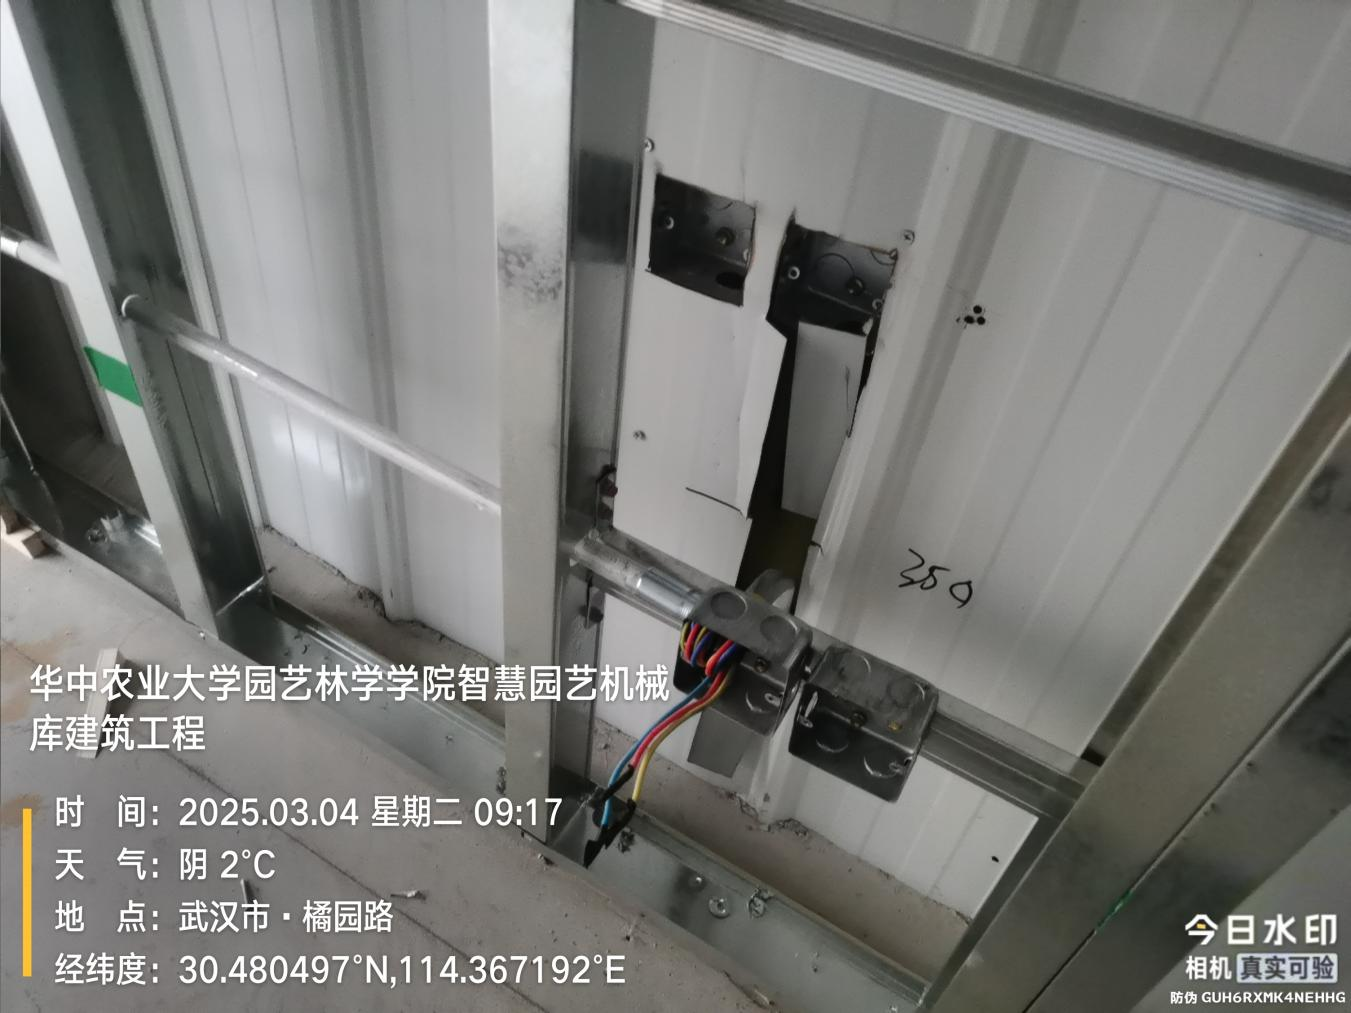 350
华中农业大学园艺林学学院智慧园艺机械
库建筑工程
时 间：2025.03.04 星期二 09:17
天 气：阴 2°C
地 点：武汉市·橘园路
经纬度：30.480497°N,114.367192°E
今日水印
相机 真实可验
防伪 GUH6RXMK4NEHHG